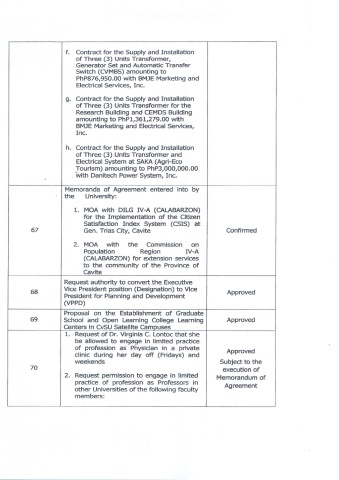 f. Contract for the Supply and Installation
of Three (3) Units Transformer,
Generator Set and Automatic Transfer
Switch (CVMBS) amounting to
PhP876,950.00 with BMJE Marketing and
Electrical Services, Inc.
g. Contract for the Supply and Installation
of Three (3) Units Transformer for the
Research Building and CEMDS Building
amounting to PhP1,361,279.00 with
BMJE Marketing and Electrical Services,
Inc.
h. Contract for the Supply and Installation
of Three (3) Units Transformer and
Electrical System at SAKA (Agri-Eco
Tourism) amounting to PhP3,000,000.00
with Danitech Power System, Inc.
67
Memoranda of Agreement entered into by
the University:
1. MOA with DILG IV-A (CALABARZON)
for the Implementation of the Citizen
Satisfaction Index System (CSIS) at
Gen. Trias City, Cavite
2. MOA with the Commission on
Population Region IV-A
(CALABARZON) for extension services
to the community of the Province of
Cavite
Confirmed
68
Request authority to convert the Executive
Vice President position (Designation) to Vice
President for Planning and Development
(VPPD)
Approved
69
Proposal on the Establishment of Graduate
School and Open Learning College Learning
Centers in CvSU Satellite Campuses
Approved
70
1. Request of Dr. Virginia C. Lontoc that she
be allowed to engage in limited practice
of profession as Physician in a private
clinic during her day off (Fridays) and
weekends
2. Request permission to engage in limited
practice of profession as Professors in
other Universities of the following faculty
members:
Approved
Subject to the
execution of
Memorandum of
Agreement